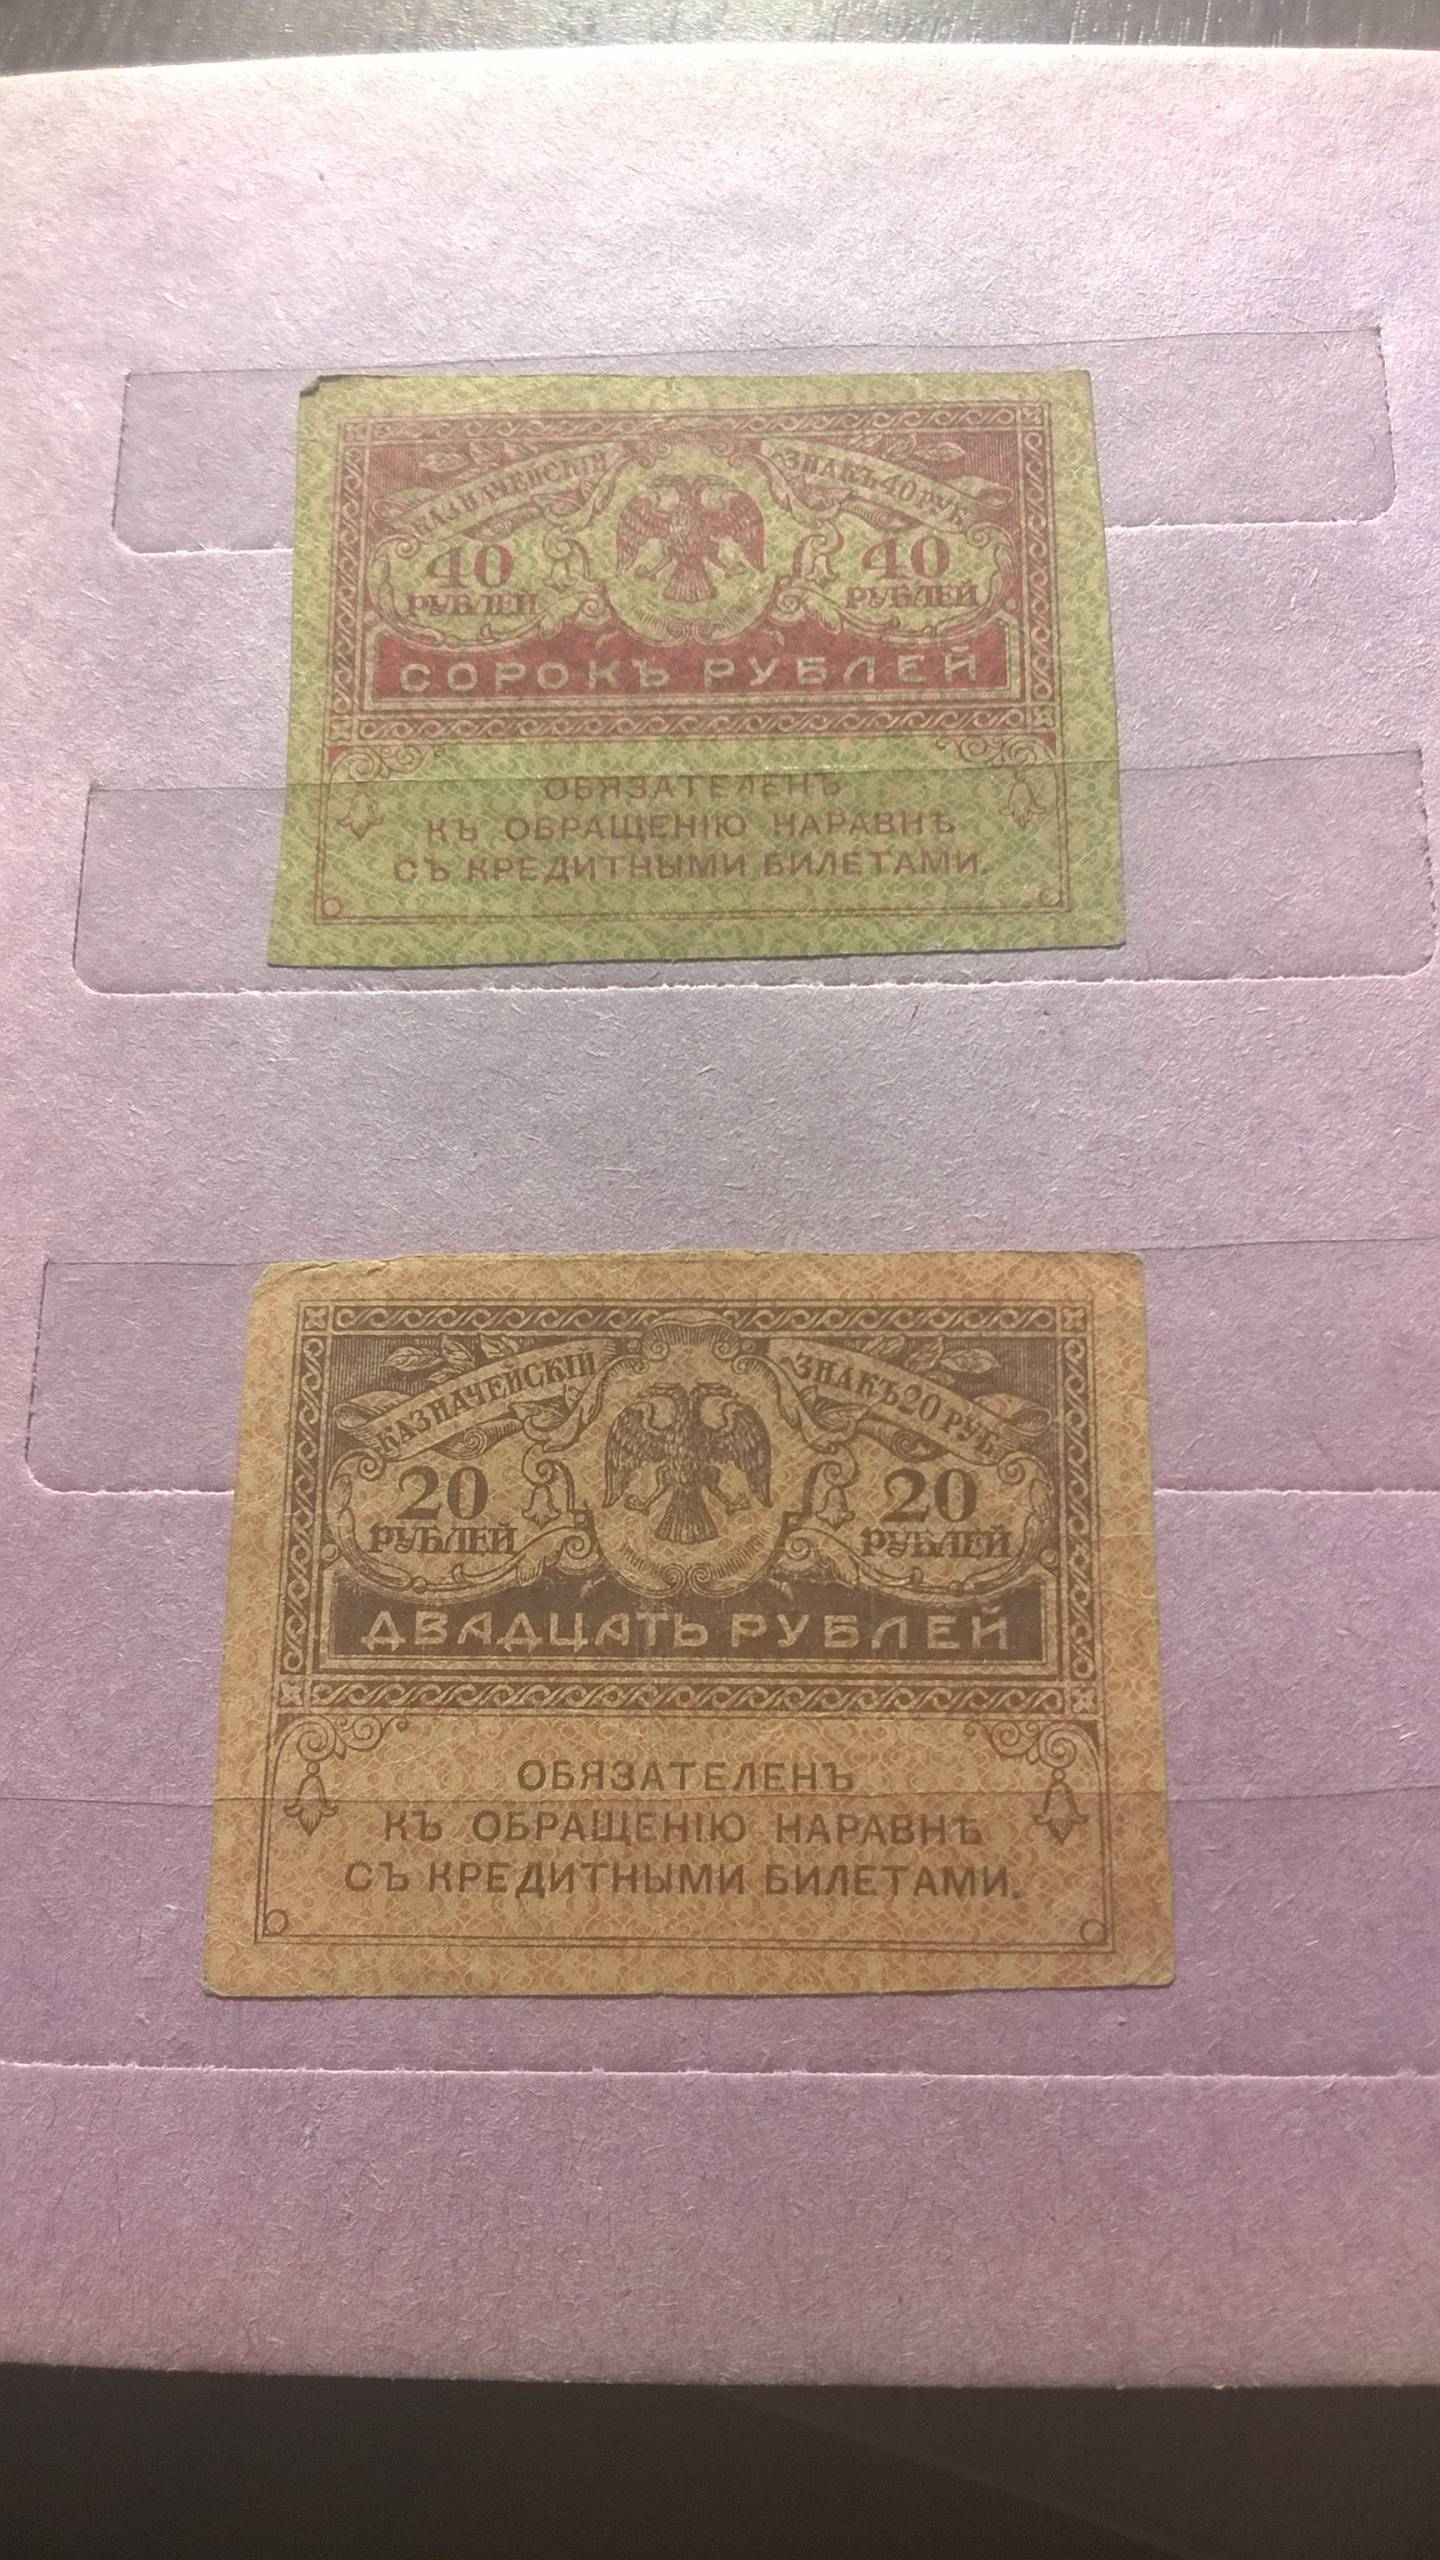 КАЗНАЧЕЙСКІЙ ЗНАКЪ 40 РУБ.
40 40
РУБЛЕЙ РУБЛЕЙ
СОРОКЪ РУБЛЕЙ
ОБЯЗАТЕЛЕНЪ
КЪ ОБРАЩЕНІЮ НАРАВНѢ
СЪ КРЕДИТНЫМИ БИЛЕТАМИ.
КАЗНАЧЕЙСКІЙ ЗНАКЪ 20 РУБ.
20 20
РУБЛЕЙ РУБЛЕЙ
ДВАДЦАТЬ РУБЛЕЙ
ОБЯЗАТЕЛЕНЪ
КЪ ОБРАЩЕНІЮ НАРАВНѢ
СЪ КРЕДИТНЫМИ БИЛЕТАМИ.